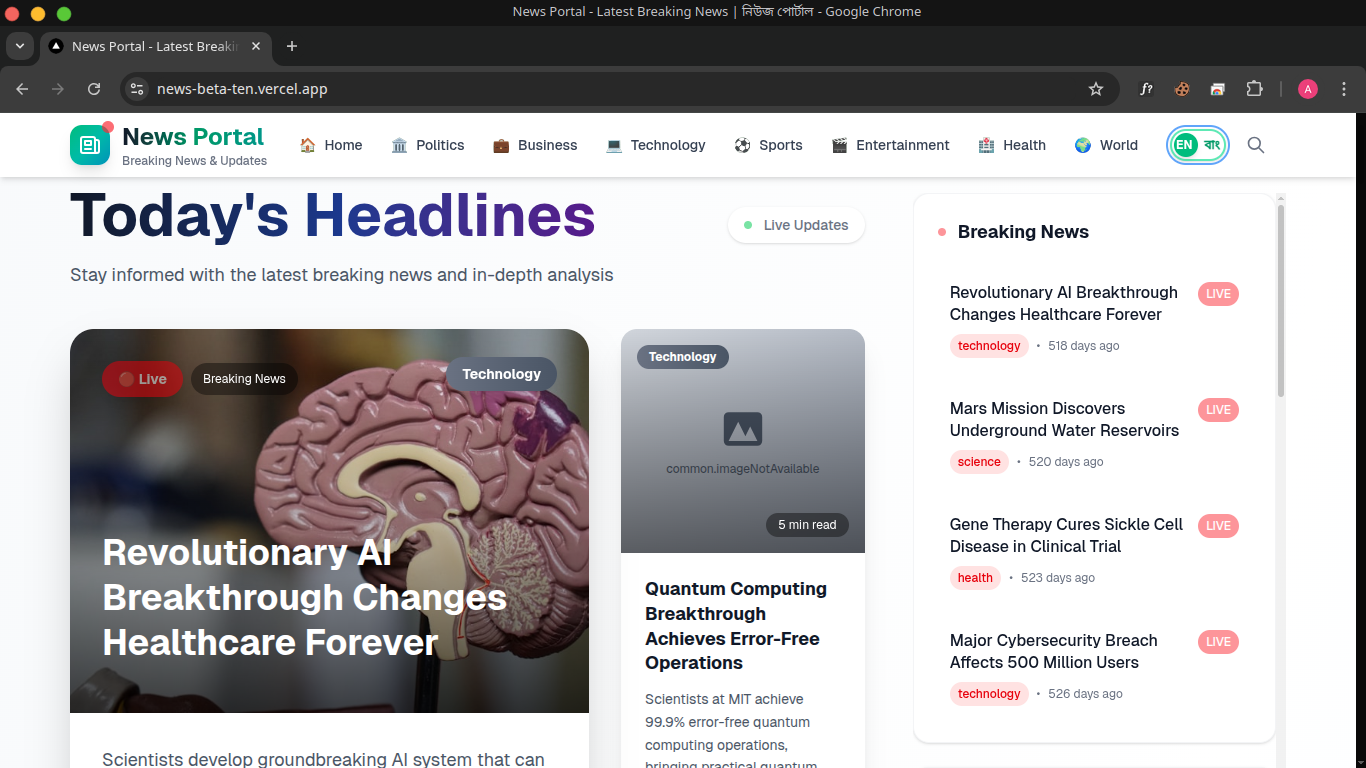 News Portal - Latest Breaking News | নিউজ পোর্টাল - Google Chrome
News Portal - Latest Breakin
news-beta-ten.vercel.app
f?
A
News Portal
Breaking News & Updates
🏠 Home
🏛️ Politics
💼 Business
💻 Technology
⚽ Sports
🎬 Entertainment
🏥 Health
🌍 World
EN বাং
Today's Headlines
Live Updates
Stay informed with the latest breaking news and in-depth analysis
🔴 Live
Breaking News
Technology
Revolutionary AI
Breakthrough Changes
Healthcare Forever
Scientists develop groundbreaking AI system that can
Technology
common.imageNotAvailable
5 min read
Quantum Computing
Breakthrough
Achieves Error-Free
Operations
Scientists at MIT achieve
99.9% error-free quantum
computing operations,
bringing practical quantum
Breaking News
Revolutionary AI Breakthrough
Changes Healthcare Forever
LIVE
technology • 518 days ago
Mars Mission Discovers
Underground Water Reservoirs
LIVE
science • 520 days ago
Gene Therapy Cures Sickle Cell
Disease in Clinical Trial
LIVE
health • 523 days ago
Major Cybersecurity Breach
Affects 500 Million Users
LIVE
technology • 526 days ago